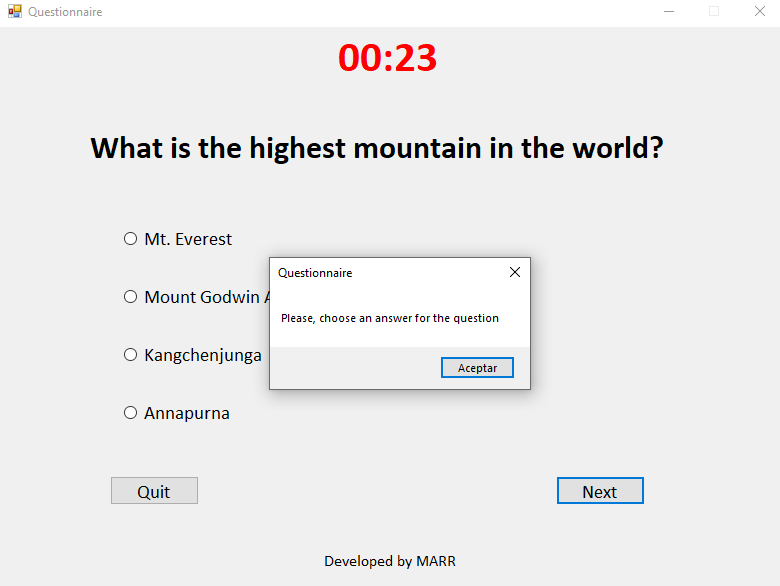 Questionnaire
00:23
What is the highest mountain in the world?
Mt. Everest
Mount Godwin
Kangchenjunga
Annapurna
Questionnaire
Please, choose an answer for the question
Aceptar
Quit
Next
Developed by MARR